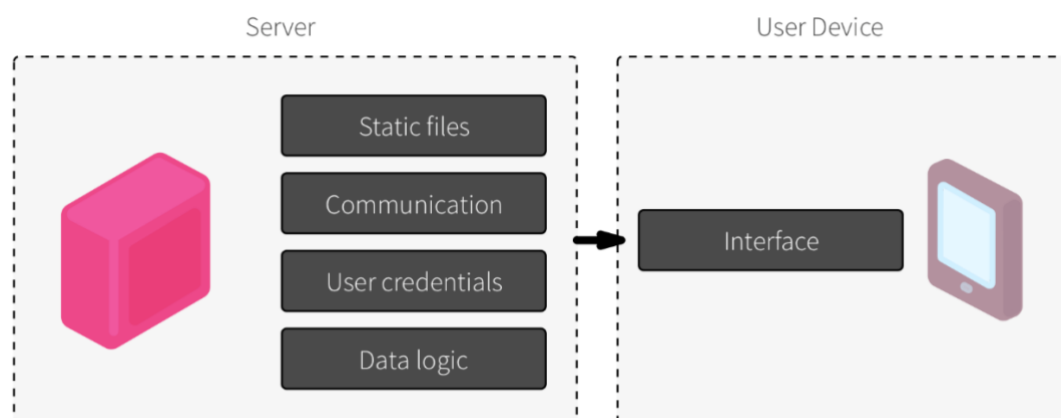 Server
Static files
Communication
User credentials
Data logic
User Device
Interface